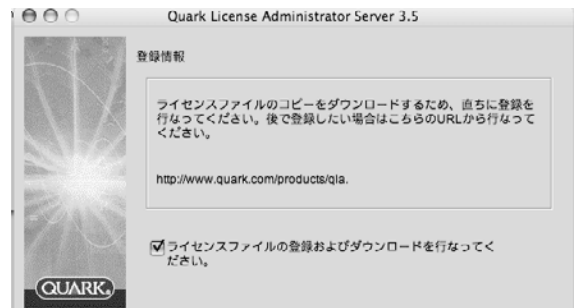 Quark License Administrator Server 3.5
登録情報
ライセンスファイルのコピーをダウンロードするため、直ちに登録を
行なってください。後で登録したい場合はこちらのURLから行なって
ください。
http://www.quark.com/products/qla.
ライセンスファイルの登録およびダウンロードを行なってく
ださい。
QUARK